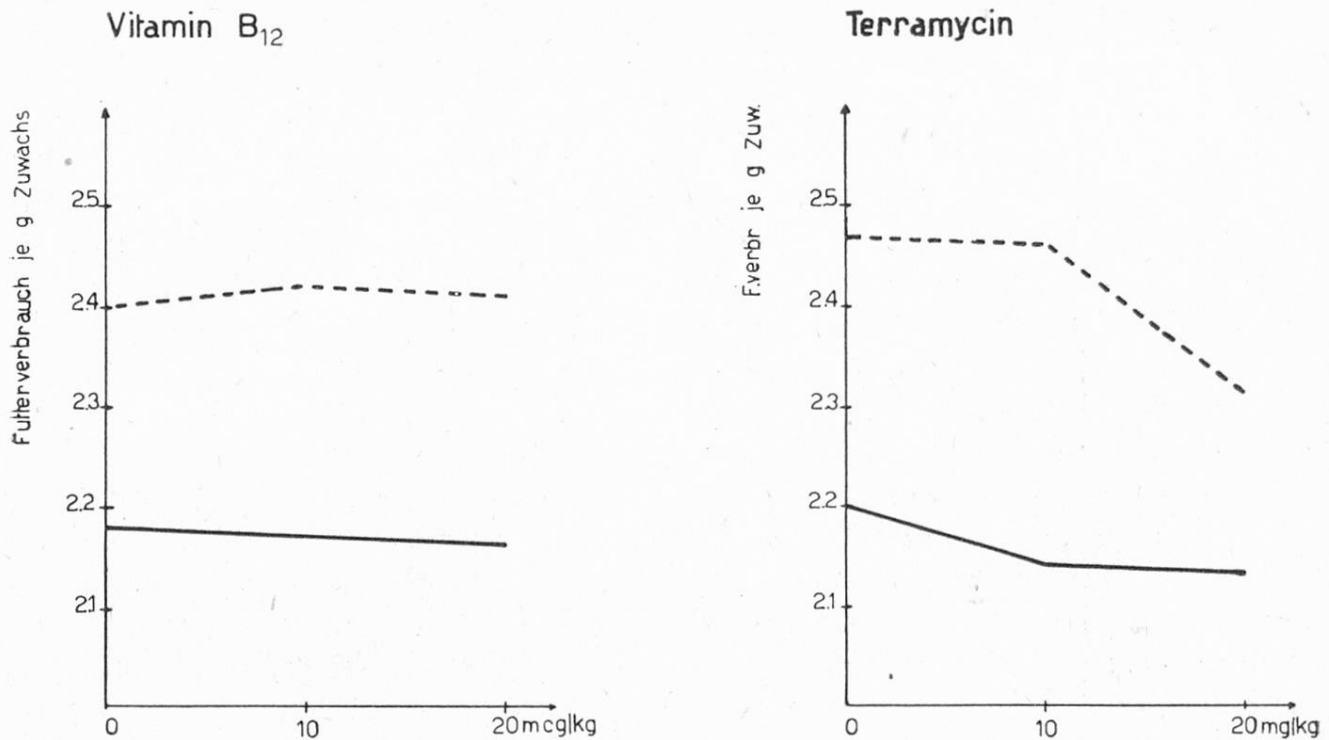 Vitamin B₁₂
Futterverbrauch je g Zuwachs
2.5
2.4
2.3
2.2
2.1
0 10 20 mcg/kg
Terramycin
F.verbr je g Zuw.
2.5
2.4
2.3
2.2
2.1
0 10 20 mg/kg